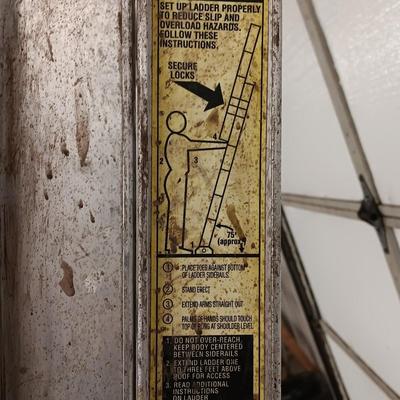 SET UP LADDER PROPERLY
TO REDUCE SLIP AND
OVERLOAD HAZARDS.
FOLLOW THESE
INSTRUCTIONS.
SECURE
LOCKS
4
2
3
75°
(approx.)
1
1 PLACE TOES AGAINST BOTTOM
OF LADDER SIDERAILS
2 STAND ERECT
3 EXTEND ARMS STRAIGHT OUT
4 PALMS OF HANDS SHOULD TOUCH
TOP OF RUNG AT SHOULDER LEVEL
1. DO NOT OVER-REACH,
KEEP BODY CENTERED
BETWEEN SIDERAILS
2. EXTEND LADDER ONE
TO THREE FEET ABOVE
ROOF FOR ACCESS
3. READ ADDITIONAL
INSTRUCTIONS
ON LADDER